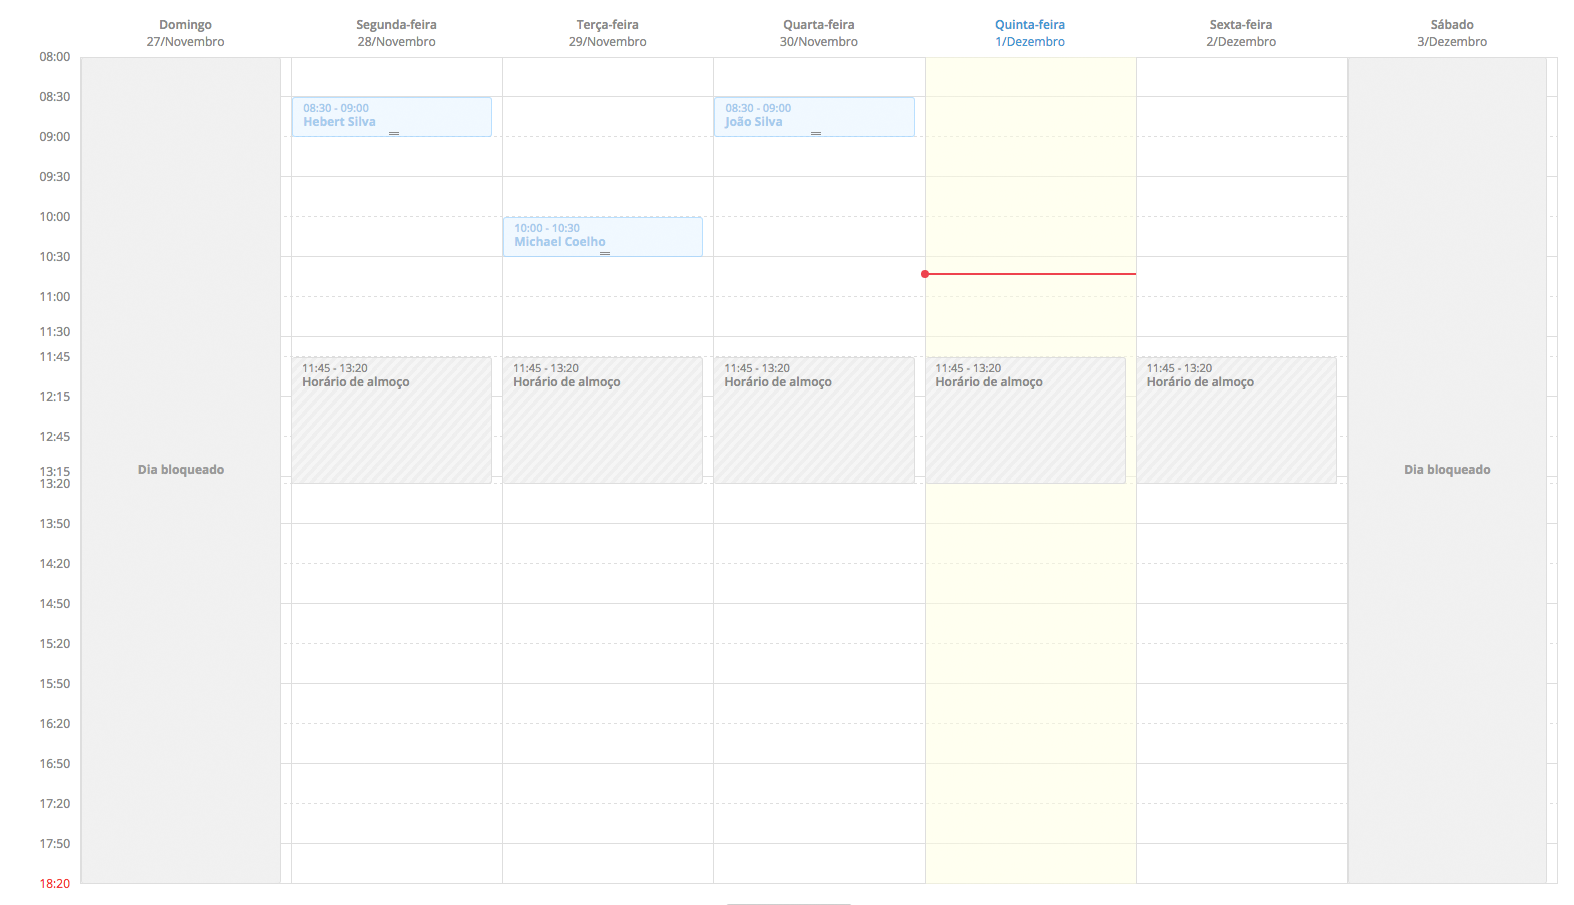 Domingo
27/Novembro
Segunda-feira
28/Novembro
Terça-feira
29/Novembro
Quarta-feira
30/Novembro
Quinta-feira
1/Dezembro
Sexta-feira
2/Dezembro
Sábado
3/Dezembro
08:00
08:30
08:30 - 09:00
Hebert Silva
08:30 - 09:00
João Silva
09:00
09:30
10:00
10:00 - 10:30
Michael Coelho
10:30
11:00
11:30
11:45
11:45 - 13:20
Horário de almoço
11:45 - 13:20
Horário de almoço
11:45 - 13:20
Horário de almoço
11:45 - 13:20
Horário de almoço
11:45 - 13:20
Horário de almoço
12:15
12:45
Dia bloqueado
Dia bloqueado
13:15
13:20
13:50
14:20
14:50
15:20
15:50
16:20
16:50
17:20
17:50
18:20